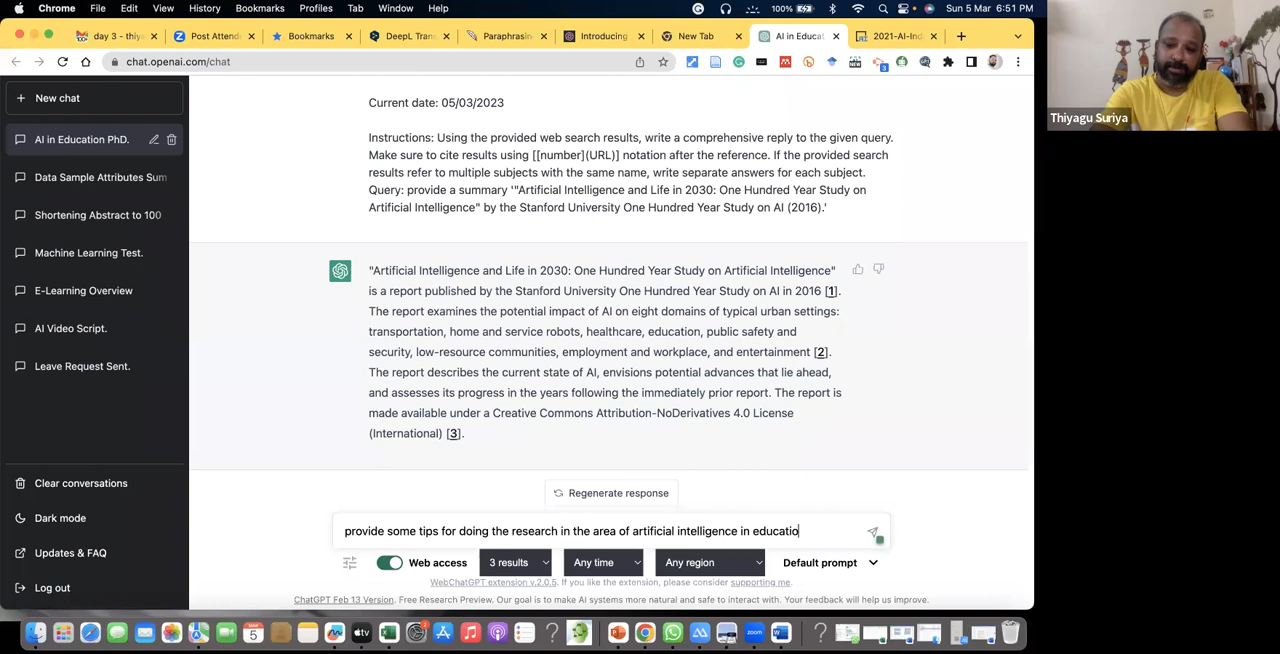 Chrome File Edit View History Bookmarks Profiles Tab Window Help 100% Sun 5 Mar 6:51 PM
day 3 - thiya Post Attend Bookmarks DeepL Trans Paraphrasin Introducing New Tab AI in Educat 2021-AI-Ind
chat.openai.com/chat
3
Thiyagu Suriya
New chat
AI in Education PhD.
Data Sample Attributes Sum
Shortening Abstract to 100
Machine Learning Test.
E-Learning Overview
AI Video Script.
Leave Request Sent.
Clear conversations
Dark mode
Updates & FAQ
Log out
Current date: 05/03/2023
Instructions: Using the provided web search results, write a comprehensive reply to the given query.
Make sure to cite results using [[number](URL)] notation after the reference. If the provided search
results refer to multiple subjects with the same name, write separate answers for each subject.
Query: provide a summary '"Artificial Intelligence and Life in 2030: One Hundred Year Study on
Artificial Intelligence" by the Stanford University One Hundred Year Study on AI (2016).'
"Artificial Intelligence and Life in 2030: One Hundred Year Study on Artificial Intelligence"
is a report published by the Stanford University One Hundred Year Study on AI in 2016 [1].
The report examines the potential impact of AI on eight domains of typical urban settings:
transportation, home and service robots, healthcare, education, public safety and
security, low-resource communities, employment and workplace, and entertainment [2].
The report describes the current state of AI, envisions potential advances that lie ahead,
and assesses its progress in the years following the immediately prior report. The report is
made available under a Creative Commons Attribution-NoDerivatives 4.0 License
(International) [3].
Regenerate response
provide some tips for doing the research in the area of artificial intelligence in educatio
Web access 3 results Any time Any region Default prompt
WebChatGPT extension v.2.0.5. If you like the extension, please consider supporting me.
ChatGPT Feb 13 Version. Free Research Preview. Our goal is to make AI systems more natural and safe to interact with. Your feedback will help us improve.